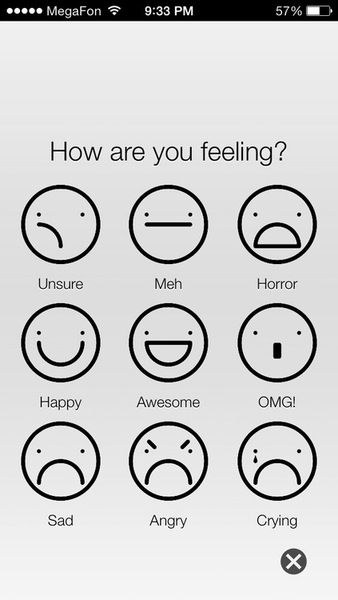 MegaFon 9:33 PM 57%
How are you feeling?
Unsure Meh Horror
Happy Awesome OMG!
Sad Angry Crying